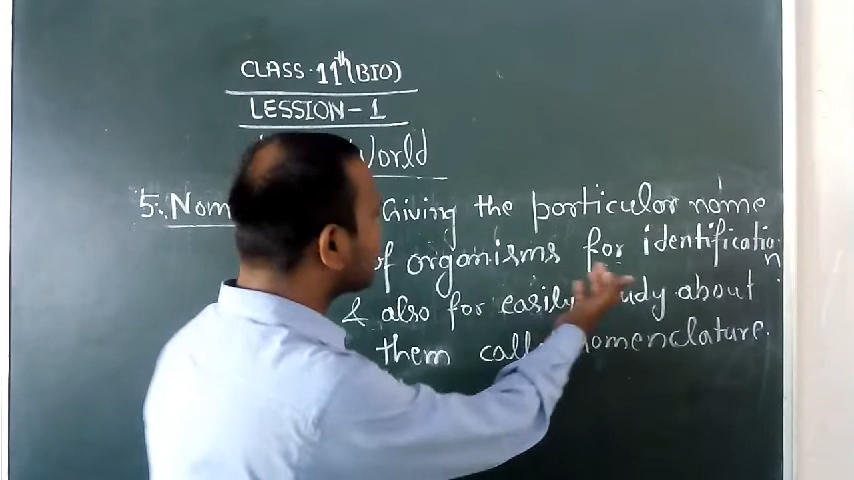 CLASS-11th(BIO)
LESSION-1
World
5. Nom Giving the particular name
of organisms for identification
& also for easily study about
them call nomenclature.